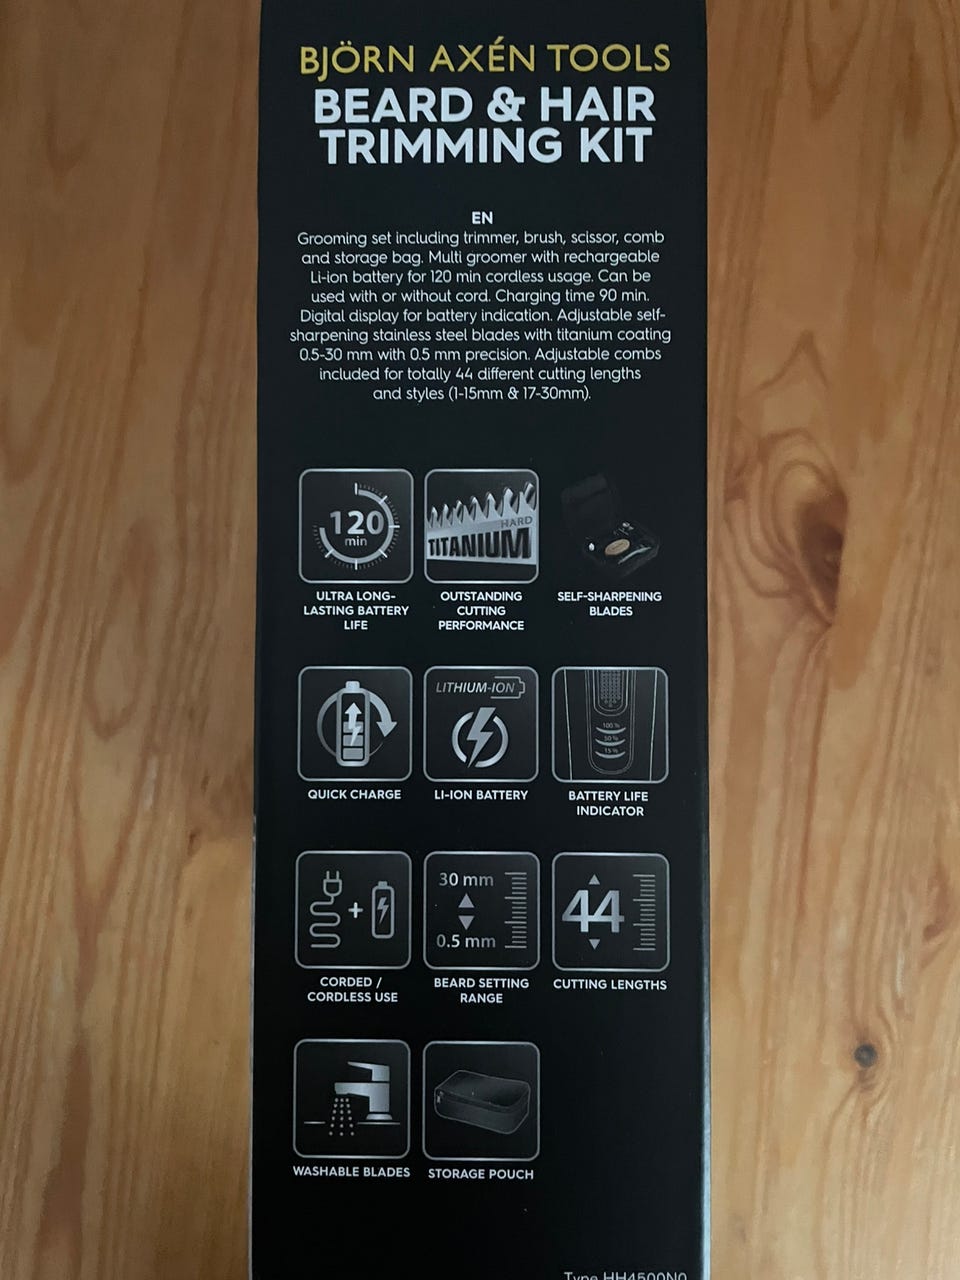 BJÖRN AXÉN TOOLS
BEARD & HAIR
TRIMMING KIT
EN
Grooming set including trimmer, brush, scissor, comb
and storage bag. Multi groomer with rechargeable
Li-ion battery for 120 min cordless usage. Can be
used with or without cord. Charging time 90 min.
Digital display for battery indication. Adjustable self-
sharpening stainless steel blades with titanium coating
0.5-30 mm with 0.5 mm precision. Adjustable combs
included for totally 44 different cutting lengths
and styles (1-15mm & 17-30mm).
120
min
HARD
TITANIUM
ULTRA LONG-
LASTING BATTERY
LIFE
OUTSTANDING
CUTTING
PERFORMANCE
SELF-SHARPENING
BLADES
LITHIUM-ION
100 %
50 %
15 %
QUICK CHARGE
LI-ION BATTERY
BATTERY LIFE
INDICATOR
30 mm
0.5 mm
44
CORDED /
CORDLESS USE
BEARD SETTING
RANGE
CUTTING LENGTHS
WASHABLE BLADES
STORAGE POUCH
Type HH4500N0